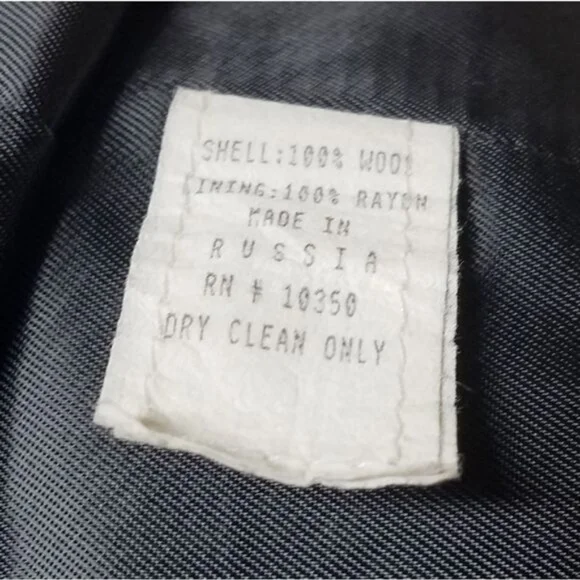 SHELL:100% WOOL
INING:100% RAYON
MADE IN
RUSSIA
RN # 10350
DRY CLEAN ONLY